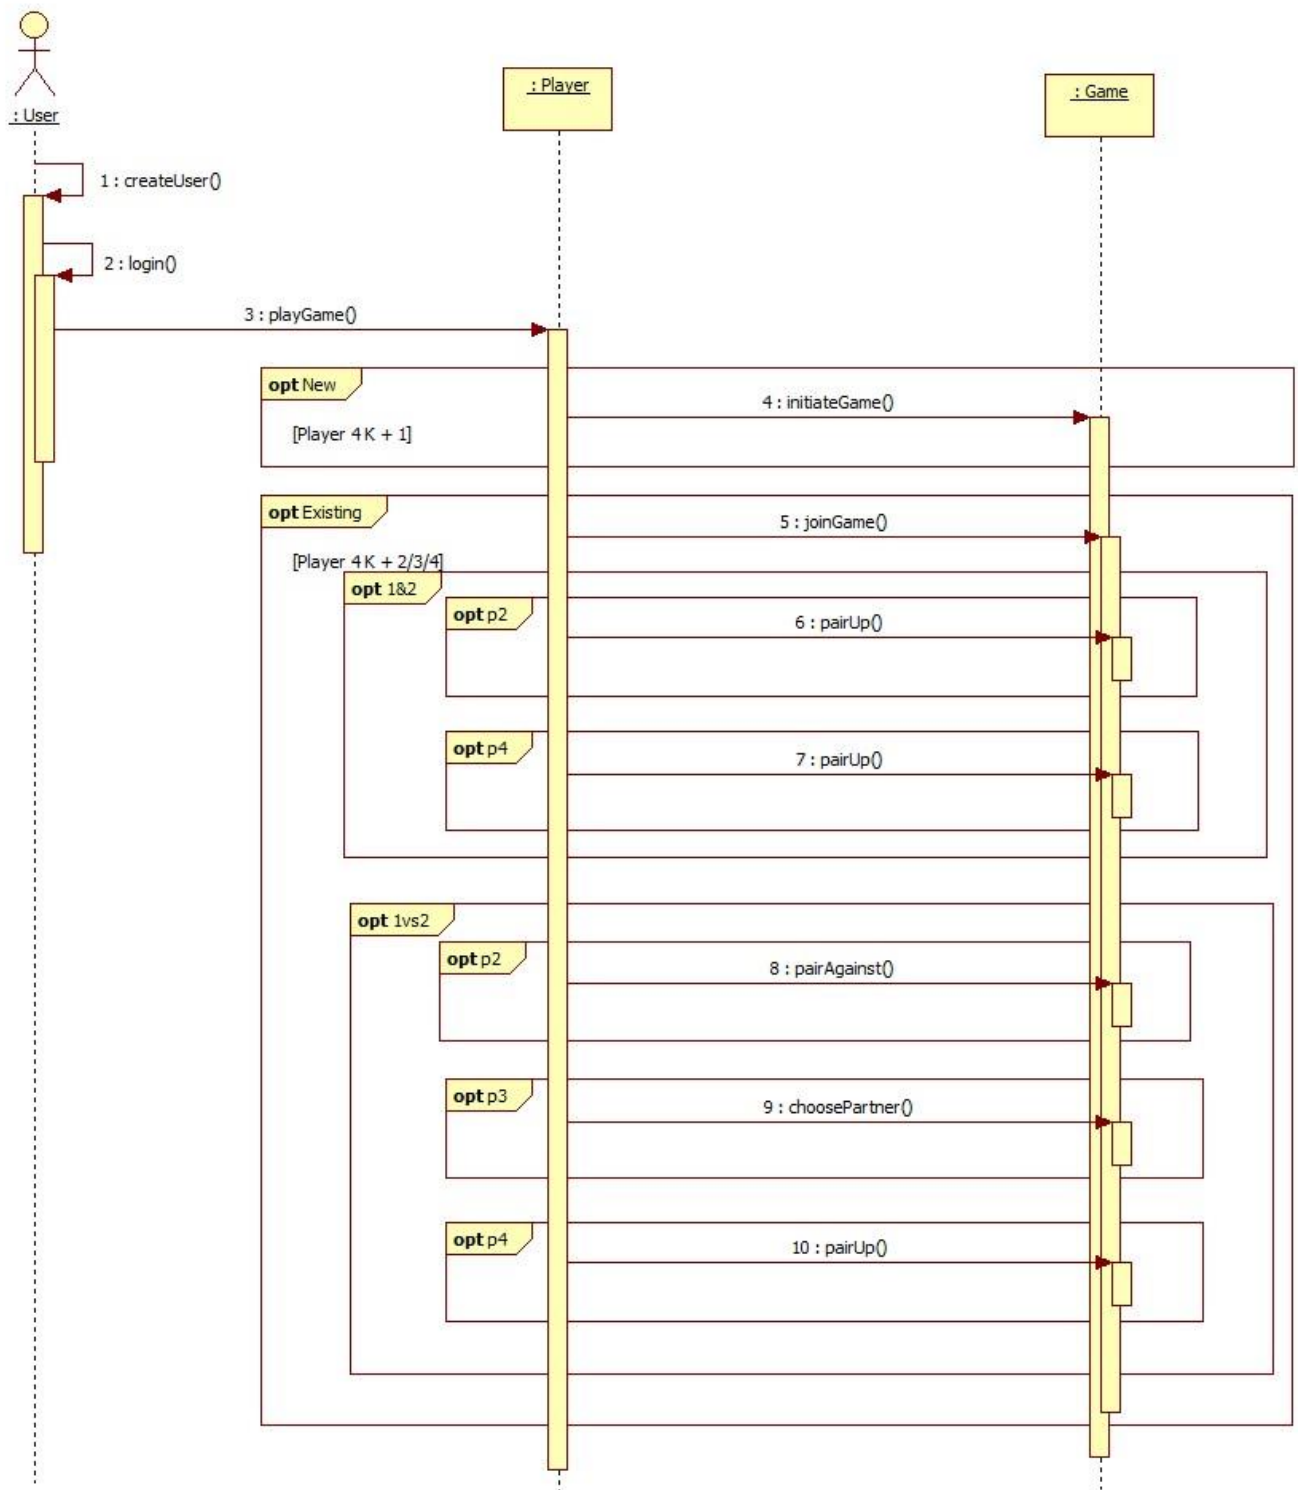 : User
: Player
: Game
1 : createUser()
2 : login()
3 : playGame()
opt New
4 : initiateGame()
[Player 4K + 1]
opt Existing
5 : joinGame()
[Player 4K + 2/3/4]
opt 1&2
opt p2
6 : pairUp()
opt p4
7 : pairUp()
opt 1vs2
opt p2
8 : pairAgainst()
opt p3
9 : choosePartner()
opt p4
10 : pairUp()